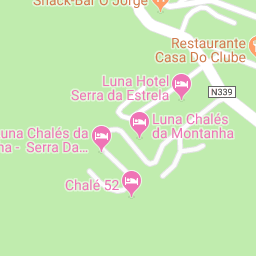 Snack-Bar O Jorge
Restaurante
Casa Do Clube
Luna Hotel
Serra da Estrela
N339
Luna Chalés
da Montanha
una Chalés da
na - Serra Da...
Chalé 52